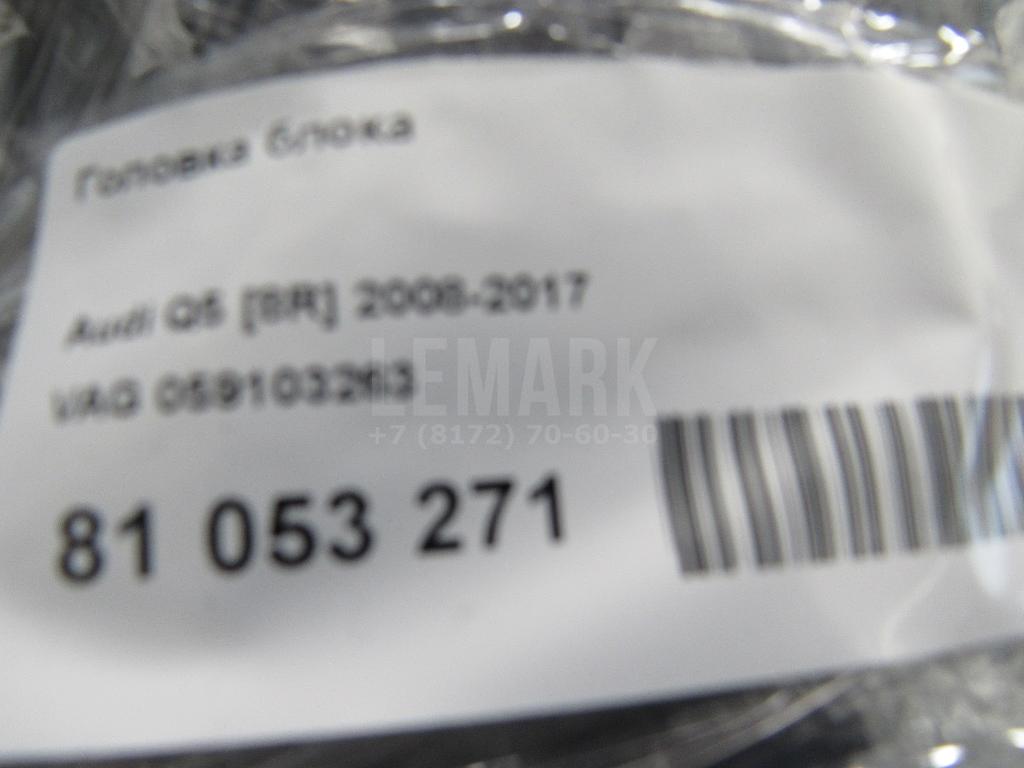 Головка блока
Audi Q5 [8R] 2008-2017
VAG 059103263
LEMARK
+7 (8172) 70-60-30
81 053 271